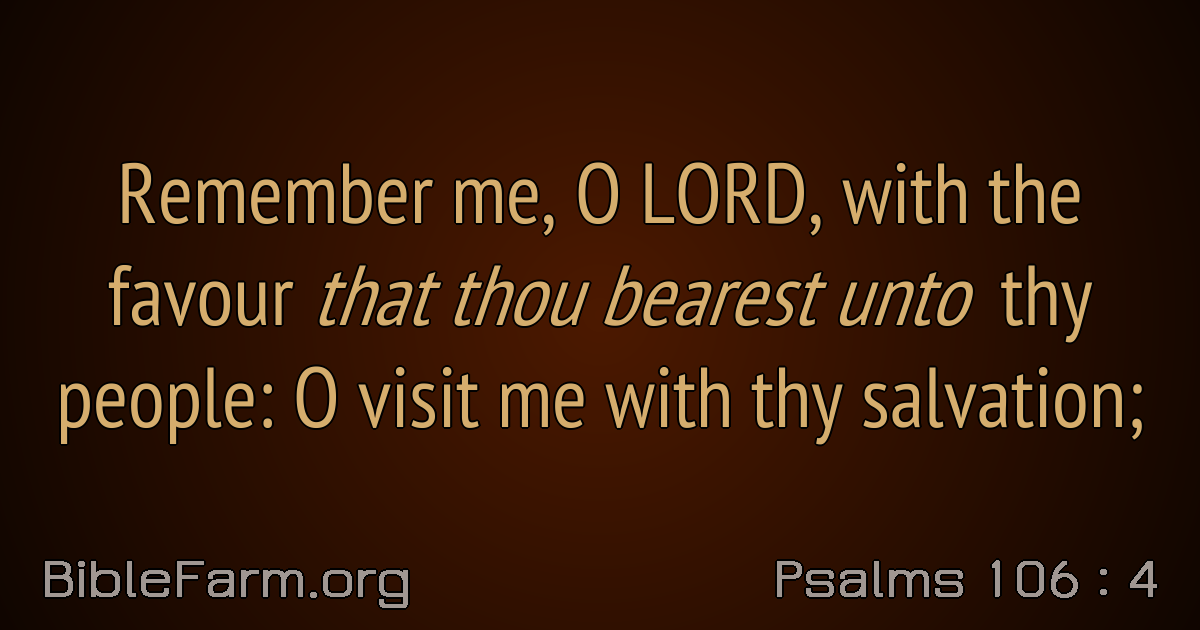 Remember me, O LORD, with the
favour that thou bearest unto thy
people: O visit me with thy salvation;
BibleFarm.org
Psalms 106 : 4